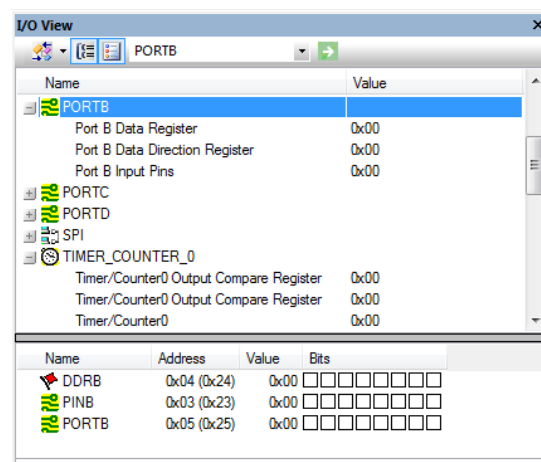 I/O View
PORTB
Name Value
PORTB
Port B Data Register 0x00
Port B Data Direction Register 0x00
Port B Input Pins 0x00
PORTC
PORTD
SPI
TIMER_COUNTER_0
Timer/Counter0 Output Compare Register 0x00
Timer/Counter0 Output Compare Register 0x00
Timer/Counter0 0x00
Name Address Value Bits
DDRB 0x04 (0x24) 0x00
PINB 0x03 (0x23) 0x00
PORTB 0x05 (0x25) 0x00